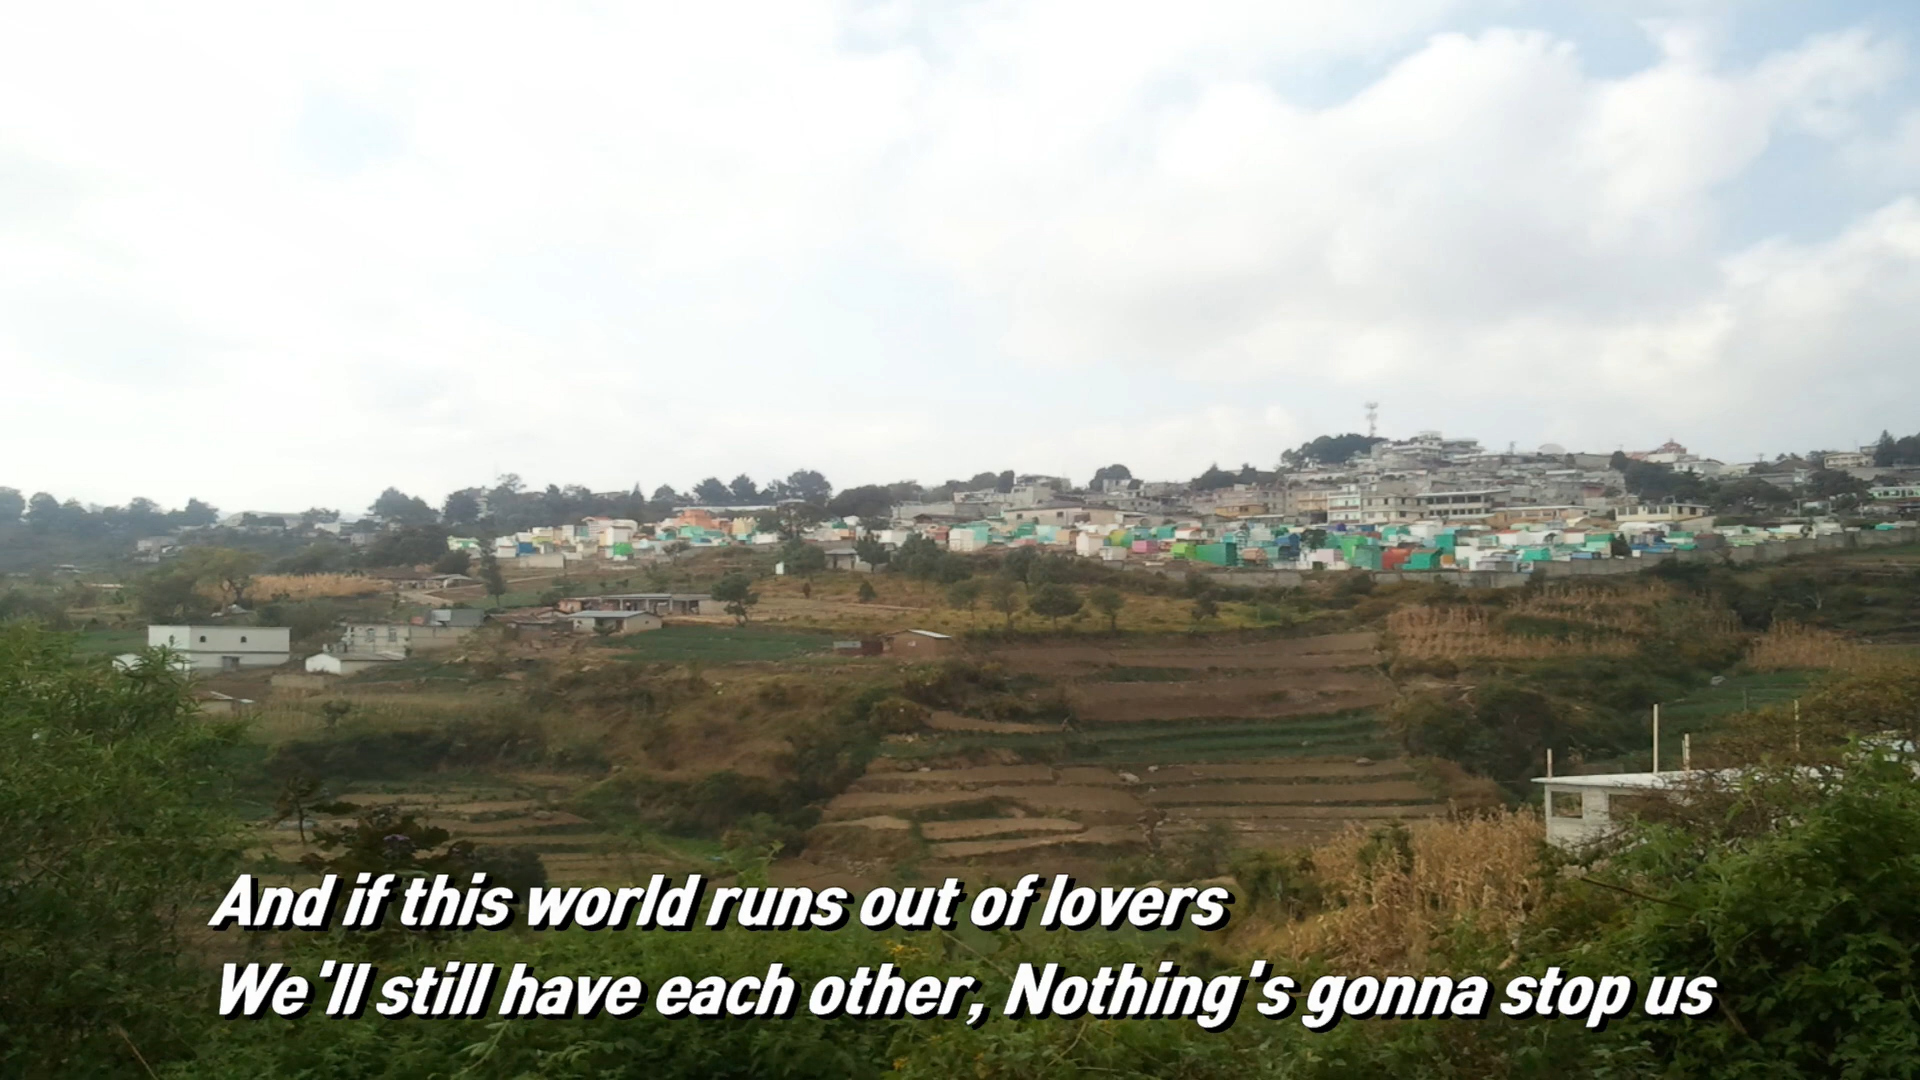 And if this world runs out of lovers
We'll still have each other, Nothing's gonna stop us